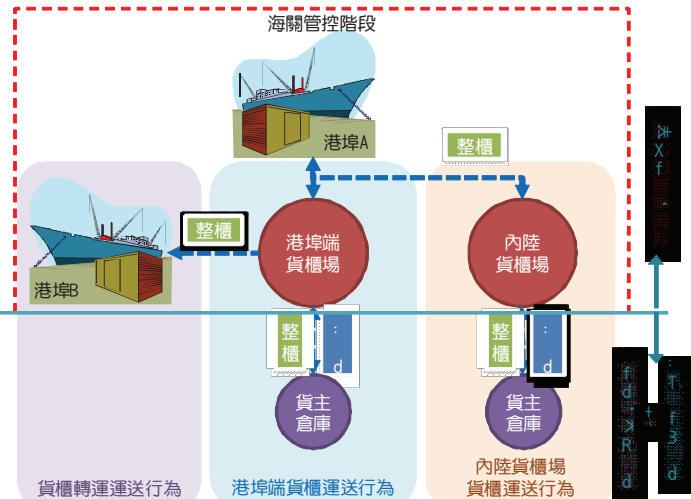 海關管控階段
港埠A
整櫃
整櫃
港埠端
貨櫃場
內陸
貨櫃場
港埠B
整
櫃
整
櫃
貨主
倉庫
貨主
倉庫
貨櫃轉運運送行為
港埠端貨櫃運送行為
內陸貨櫃場
貨櫃運送行為